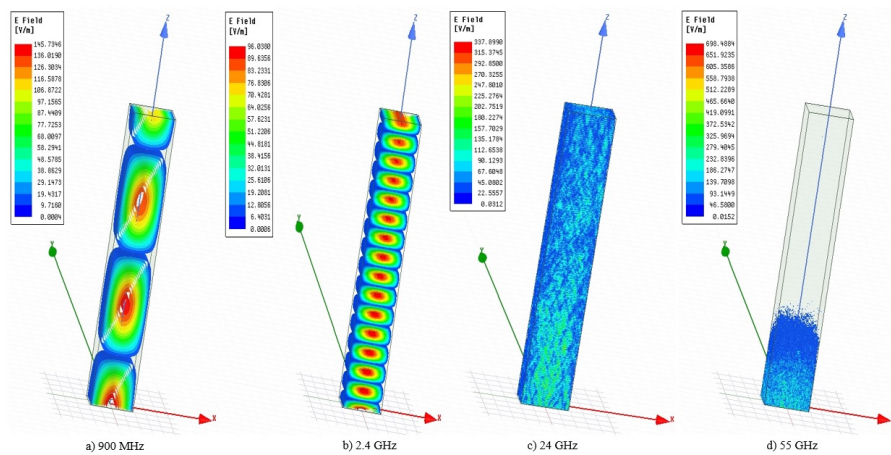 E Field
[V/m]
145.7346
136.0190
126.3034
116.5878
106.8722
97.1565
87.4409
77.7253
68.0097
58.2941
48.5785
38.8629
29.1473
19.4317
9.7160
0.0004
Z
Y
X
a) 900 MHz
E Field
[V/m]
96.0380
89.6356
83.2331
76.8306
70.4281
64.0256
57.6231
51.2206
44.8181
38.4156
32.0131
25.6106
19.2081
12.8056
6.4031
0.0006
Z
Y
X
b) 2.4 GHz
E Field
[V/m]
337.8990
315.3745
292.8500
270.3255
247.8010
225.2764
202.7519
180.2274
157.7029
135.1784
112.6538
90.1293
67.6048
45.0802
22.5557
0.0312
Z
Y
X
c) 24 GHz
E Field
[V/m]
698.4884
651.9235
605.3586
558.7938
512.2289
465.6640
419.0991
372.5342
325.9694
279.4045
232.8396
186.2747
139.7098
93.1449
46.5800
0.0152
Z
Y
d) 55 GHz